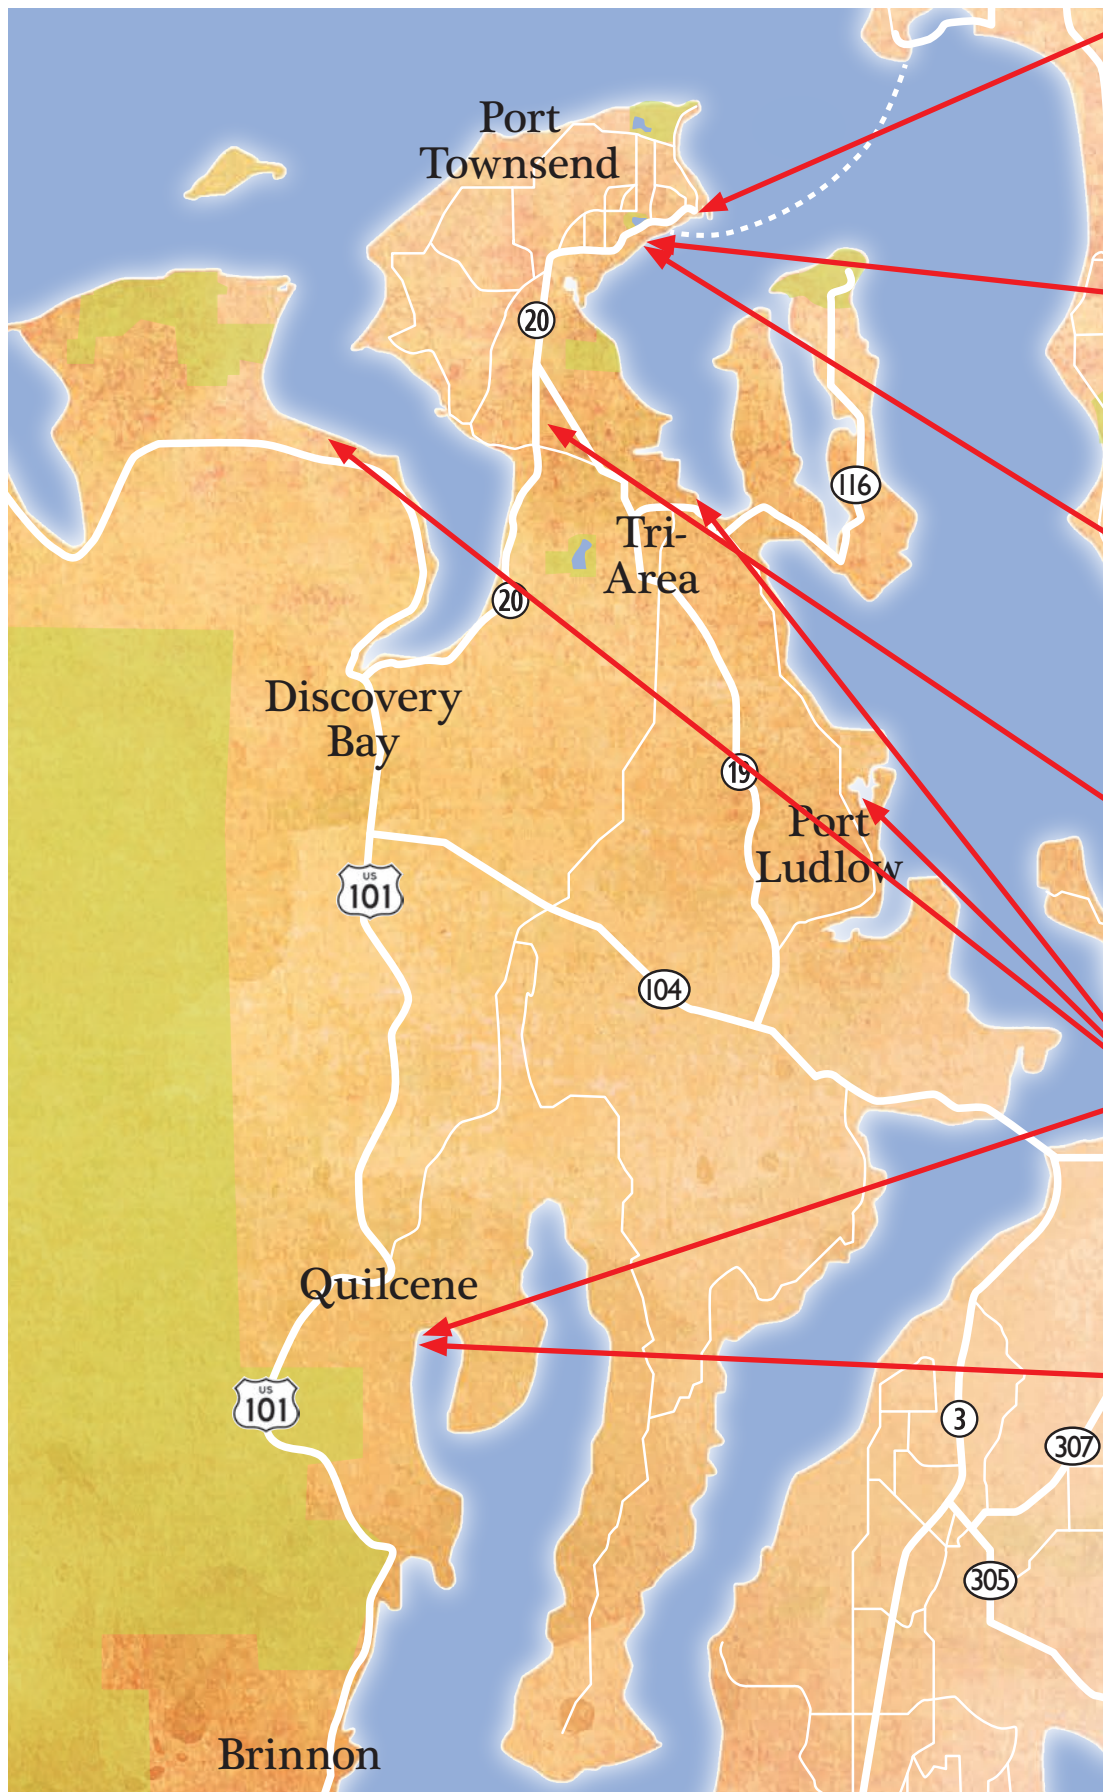 Port
Townsend
20
116
Tri-
Area
20
Discovery
Bay
19
Port
Ludlow
US
101
104
Quilcene
US
101
3
307
305
Brinnon